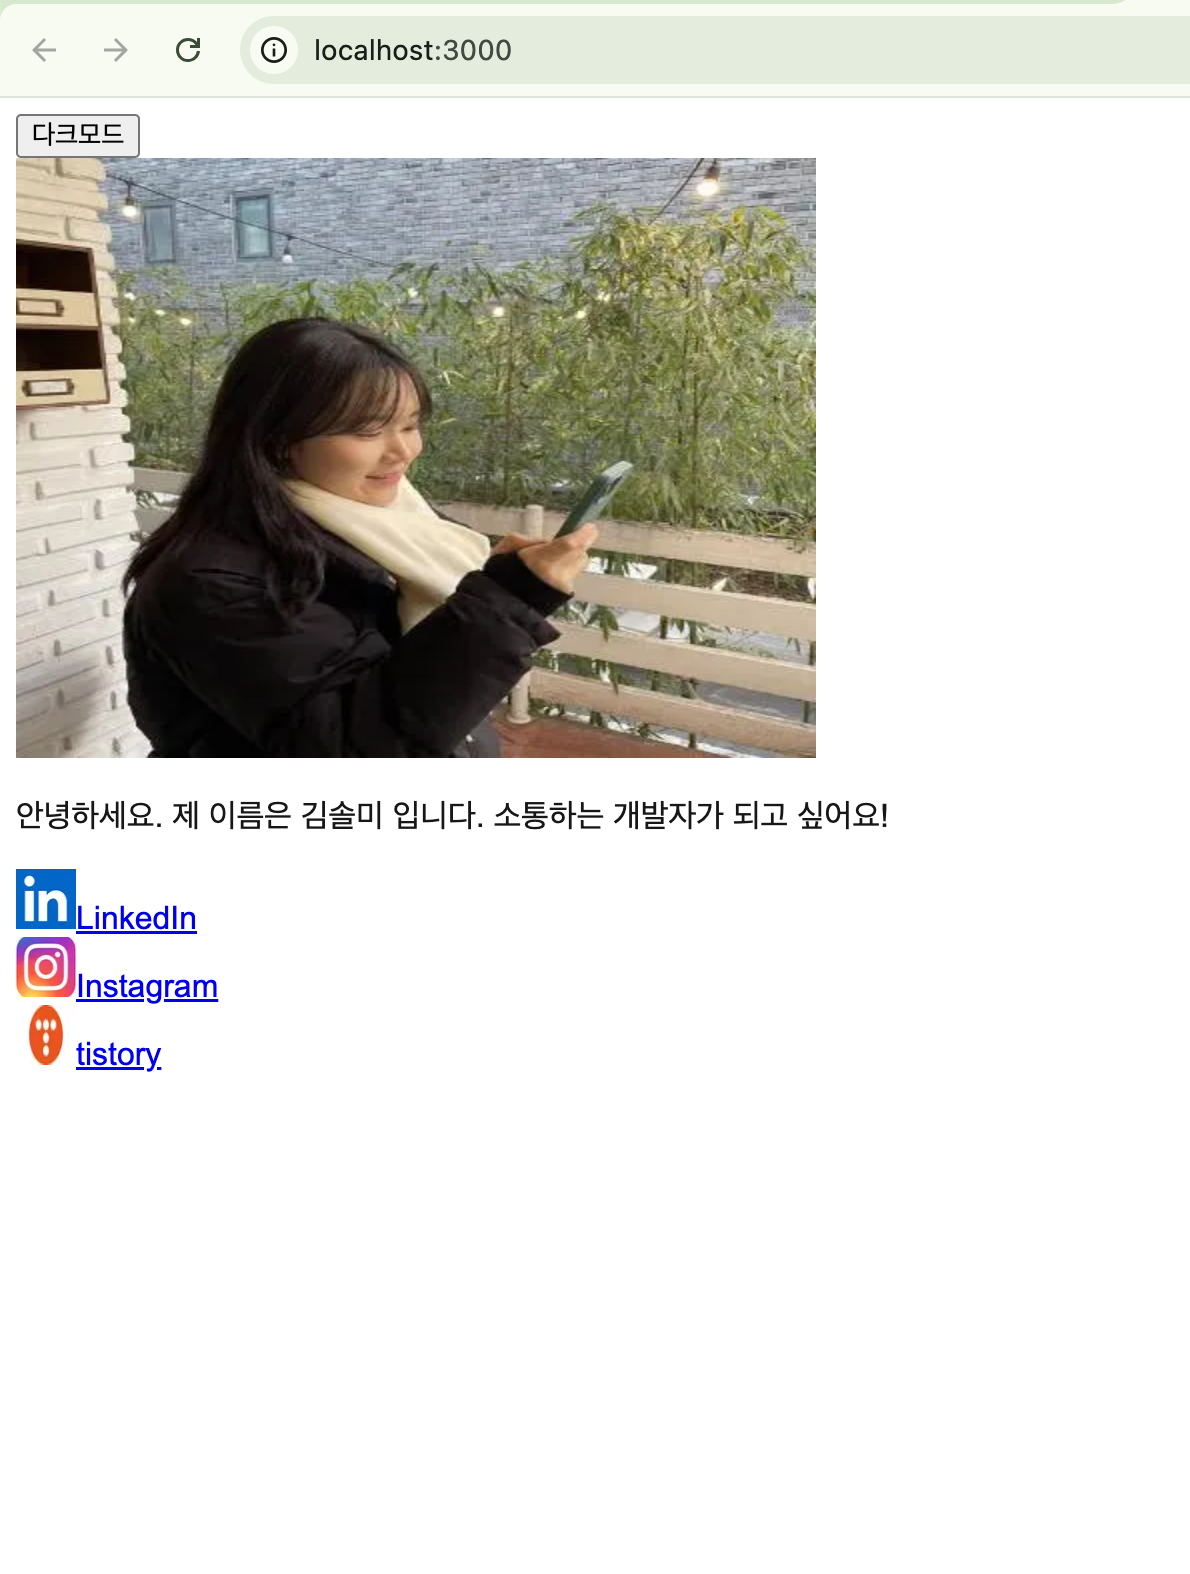 localhost:3000
다크모드
안녕하세요. 제 이름은 김솔미 입니다. 소통하는 개발자가 되고 싶어요!
in LinkedIn
Instagram
tistory